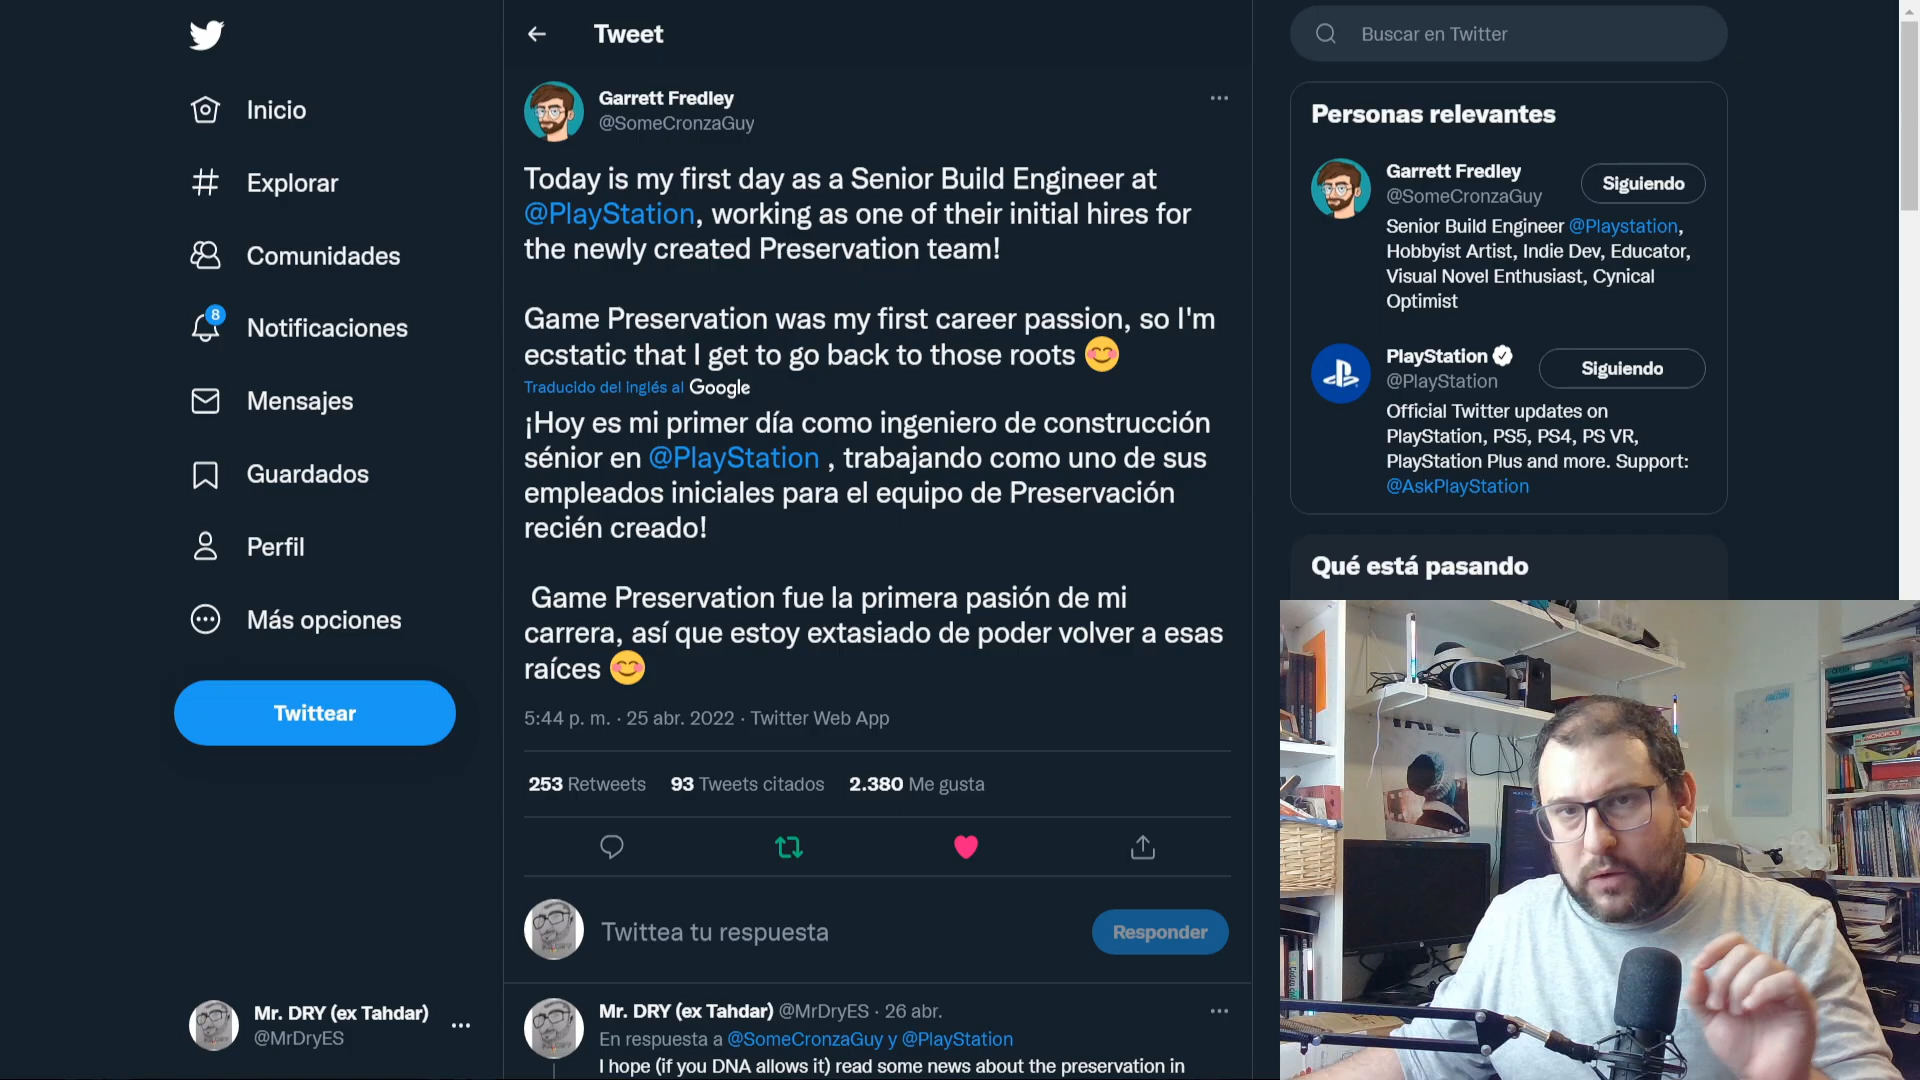 Tweet
Buscar en Twitter
Inicio
Explorar
Comunidades
8
Notificaciones
Mensajes
Guardados
Perfil
Más opciones
Twittear
Mr. DRY (ex Tahdar)
@MrDryES
Garrett Fredley
@SomeCronzaGuy
Today is my first day as a Senior Build Engineer at
@PlayStation, working as one of their initial hires for
the newly created Preservation team!
Game Preservation was my first career passion, so I'm
ecstatic that I get to go back to those roots 😊
Traducido del inglés al Google
¡Hoy es mi primer día como ingeniero de construcción
sénior en @PlayStation , trabajando como uno de sus
empleados iniciales para el equipo de Preservación
recién creado!
Game Preservation fue la primera pasión de mi
carrera, así que estoy extasiado de poder volver a esas
raíces 😊
5:44 p. m. · 25 abr. 2022 · Twitter Web App
253 Retweets 93 Tweets citados 2.380 Me gusta
Twittea tu respuesta
Responder
Mr. DRY (ex Tahdar) @MrDryES · 26 abr.
En respuesta a @SomeCronzaGuy y @PlayStation
I hope (if you DNA allows it) read some news about the preservation in
Personas relevantes
Garrett Fredley
@SomeCronzaGuy
Siguiendo
Senior Build Engineer @Playstation,
Hobbyist Artist, Indie Dev, Educator,
Visual Novel Enthusiast, Cynical
Optimist
PlayStation
@PlayStation
Siguiendo
Official Twitter updates on
PlayStation, PS5, PS4, PS VR,
PlayStation Plus and more. Support:
@AskPlayStation
Qué está pasando
MONOPOLY